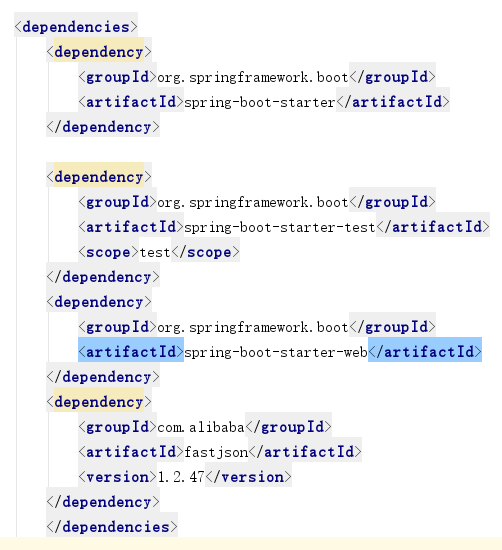 <dependencies>
<dependency>
<groupId>org.springframework.boot</groupId>
<artifactId>spring-boot-starter</artifactId>
</dependency>
<dependency>
<groupId>org.springframework.boot</groupId>
<artifactId>spring-boot-starter-test</artifactId>
<scope>test</scope>
</dependency>
<dependency>
<groupId>org.springframework.boot</groupId>
<artifactId>spring-boot-starter-web</artifactId>
</dependency>
<dependency>
<groupId>com.alibaba</groupId>
<artifactId>fastjson</artifactId>
<version>1.2.47</version>
</dependency>
</dependencies>